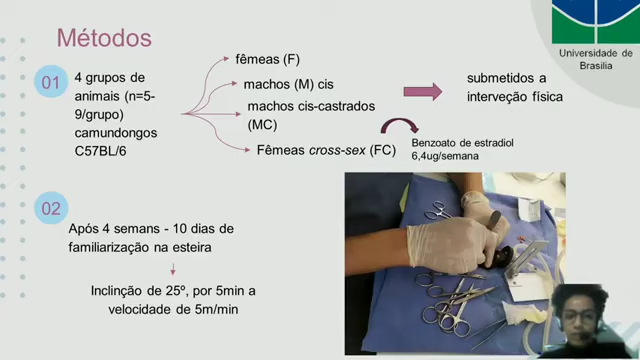 Métodos
01
4 grupos de
animais (n=5-
9/grupo)
camundongos
C57BL/6
fêmeas (F)
machos (M) cis
machos cis-castrados
(MC)
Fêmeas cross-sex (FC)
submetidos a
interveção física
Benzoato de estradiol
6,4ug/semana
Universidade de
Brasilia
02
Após 4 semans - 10 dias de
familiarização na esteira
Inclinção de 25º, por 5min a
velocidade de 5m/min